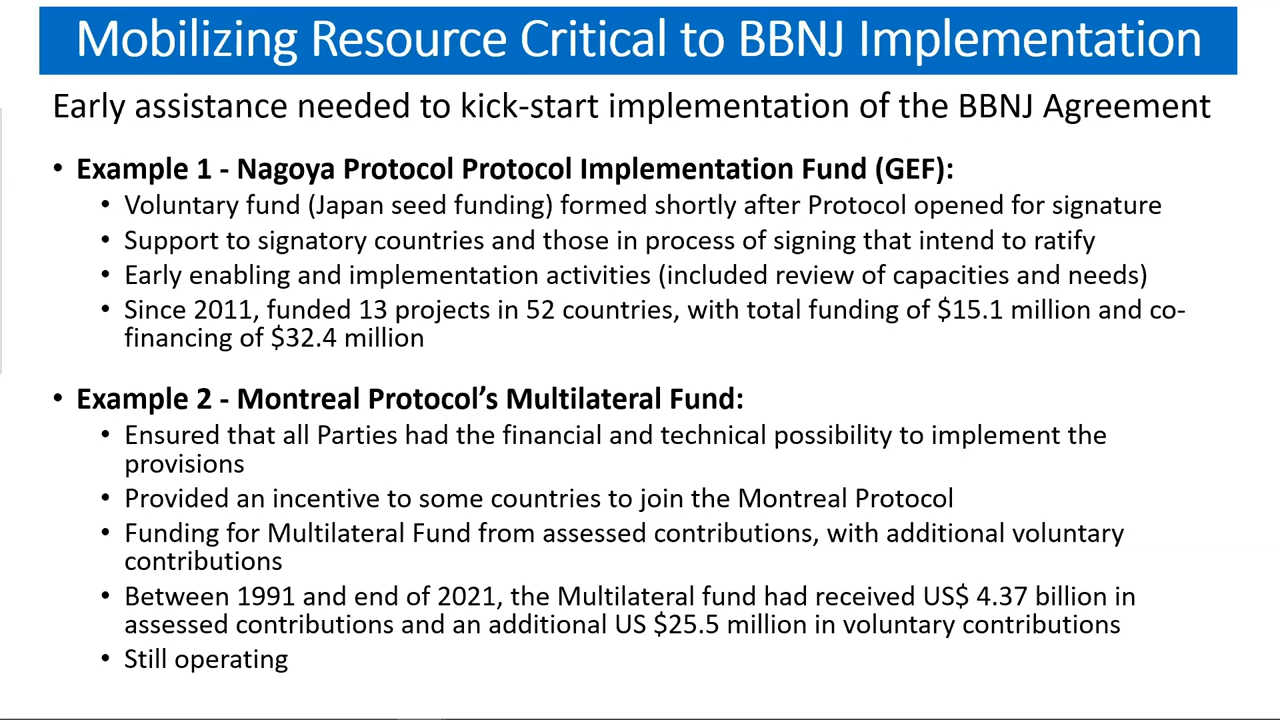 Mobilizing Resource Critical to BBNJ Implementation
Early assistance needed to kick-start implementation of the BBNJ Agreement
• Example 1 - Nagoya Protocol Protocol Implementation Fund (GEF):
• Voluntary fund (Japan seed funding) formed shortly after Protocol opened for signature
• Support to signatory countries and those in process of signing that intend to ratify
• Early enabling and implementation activities (included review of capacities and needs)
• Since 2011, funded 13 projects in 52 countries, with total funding of $15.1 million and co-
financing of $32.4 million
• Example 2 - Montreal Protocol’s Multilateral Fund:
• Ensured that all Parties had the financial and technical possibility to implement the
provisions
• Provided an incentive to some countries to join the Montreal Protocol
• Funding for Multilateral Fund from assessed contributions, with additional voluntary
contributions
• Between 1991 and end of 2021, the Multilateral fund had received US$ 4.37 billion in
assessed contributions and an additional US $25.5 million in voluntary contributions
• Still operating